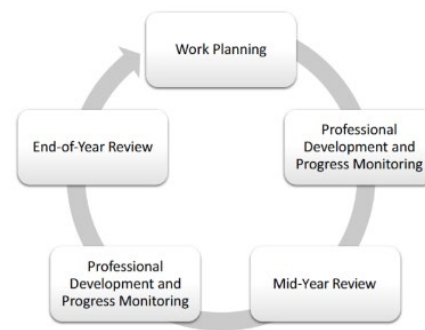 Work Planning
Professional
Development and
Progress Monitoring
Mid-Year Review
Professional
Development and
Progress Monitoring
End-of-Year Review